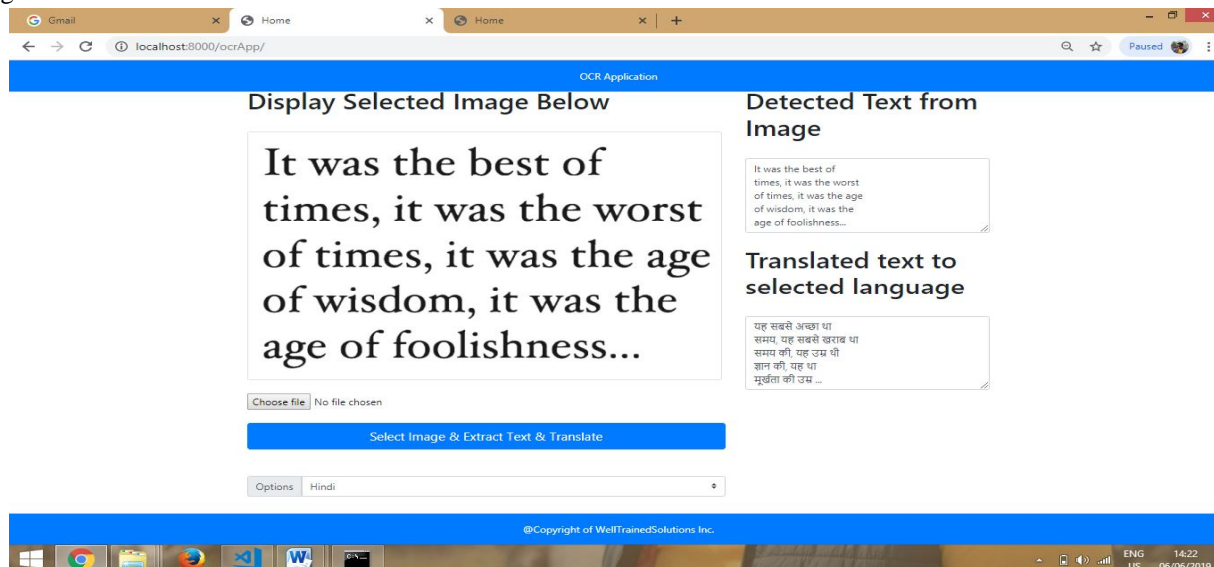 g
Gmail
Home
Home
localhost:8000/ocrApp/
Paused
OCR Application
Display Selected Image Below
It was the best of
times, it was the worst
of times, it was the age
of wisdom, it was the
age of foolishness...
Choose file No file chosen
Select Image & Extract Text & Translate
Options Hindi
Detected Text from
Image
It was the best of
times, it was the worst
of times, it was the age
of wisdom, it was the
age of foolishness...
Translated text to
selected language
यह सबसे अच्छा था
समय, यह सबसे खराब था
समय की, यह उम्र थी
ज्ञान की, यह था
मूर्खता की उम्र ...
@Copyright of WellTrainedSolutions Inc.
ENG 14:22
US 06/06/2019